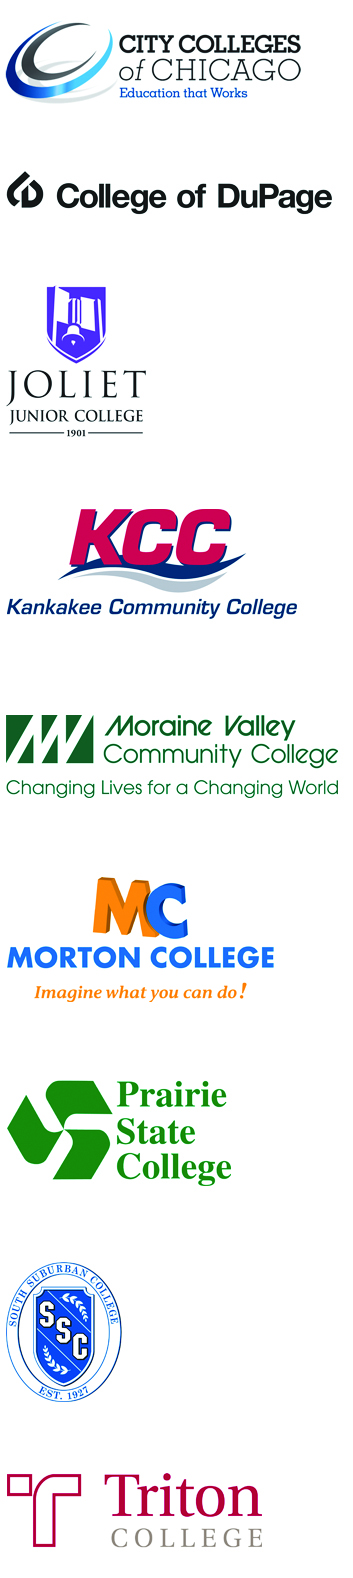 CITY COLLEGES
of CHICAGO
Education that Works
College of DuPage
JOLIET
JUNIOR COLLEGE
1901
KCC
Kankakee Community College
Moraine Valley
Community College
Changing Lives for a Changing World
MC
MORTON COLLEGE
Imagine what you can do!
Prairie
State
College
SOUTH SUBURBAN COLLEGE
SSC
EST. 1927
Triton
COLLEGE